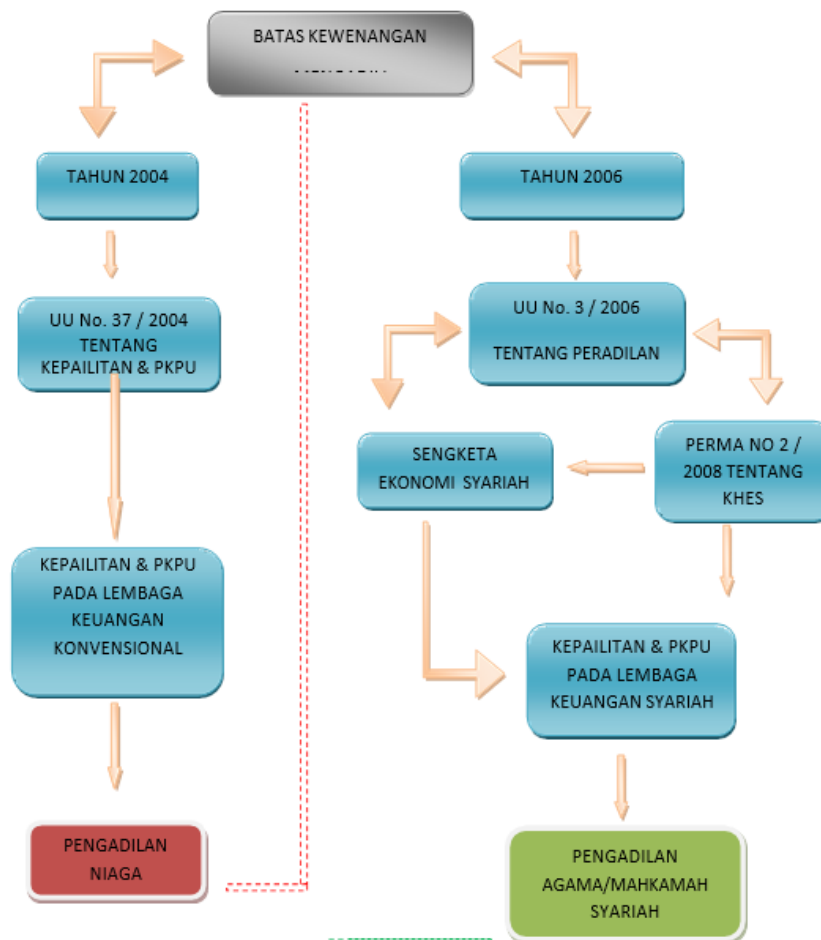 BATAS KEWENANGAN
TAHUN 2004
TAHUN 2006
UU No. 37 / 2004
TENTANG
KEPAILITAN & PKPU
UU No. 3 / 2006
TENTANG PERADILAN
SENGKETA
EKONOMI SYARIAH
PERMA NO 2 /
2008 TENTANG
KHES
KEPAILITAN & PKPU
PADA LEMBAGA
KEUANGAN
KONVENSIONAL
KEPAILITAN & PKPU
PADA LEMBAGA
KEUANGAN SYARIAH
PENGADILAN
NIAGA
PENGADILAN
AGAMA/MAHKAMAH
SYARIAH